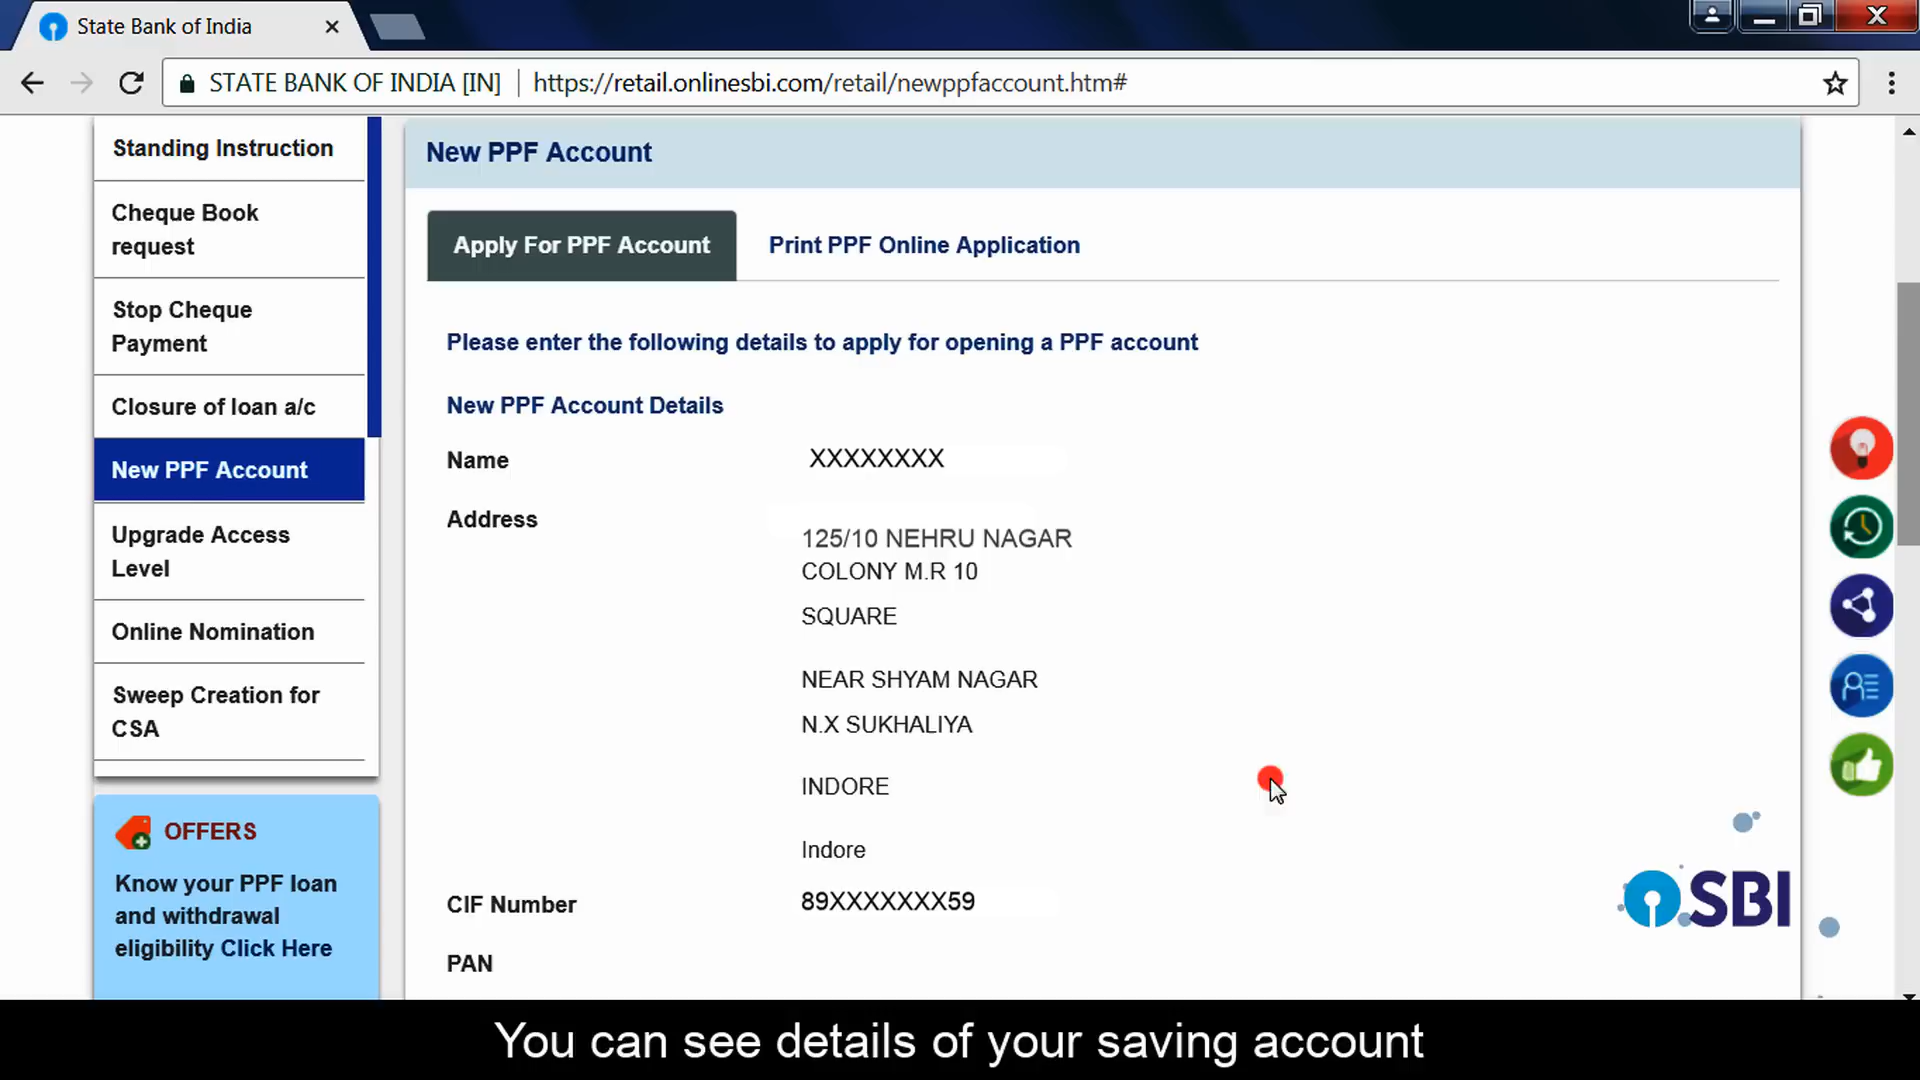 State Bank of India
STATE BANK OF INDIA [IN] https://retail.onlinesbi.com/retail/newppfaccount.htm#
Standing Instruction
Cheque Book
request
Stop Cheque
Payment
Closure of loan a/c
New PPF Account
Upgrade Access
Level
Online Nomination
Sweep Creation for
CSA
OFFERS
Know your PPF loan
and withdrawal
eligibility Click Here
New PPF Account
Apply For PPF Account Print PPF Online Application
Please enter the following details to apply for opening a PPF account
New PPF Account Details
Name XXXXXXXX
Address
125/10 NEHRU NAGAR
COLONY M.R 10
SQUARE
NEAR SHYAM NAGAR
N.X SUKHALIYA
INDORE
Indore
CIF Number 89XXXXXXX59
PAN
SBI
You can see details of your saving account